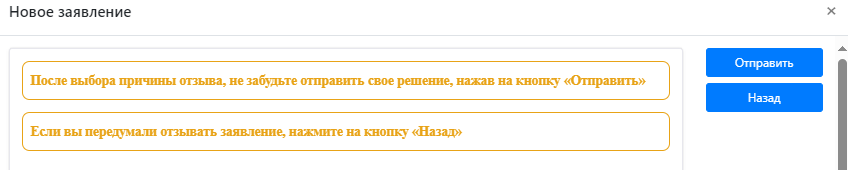 Новое заявление
×
После выбора причины отзыва, не забудьте отправить свое решение, нажав на кнопку «Отправить»
Отправить
Назад
Если вы передумали отзывать заявление, нажмите на кнопку «Назад»